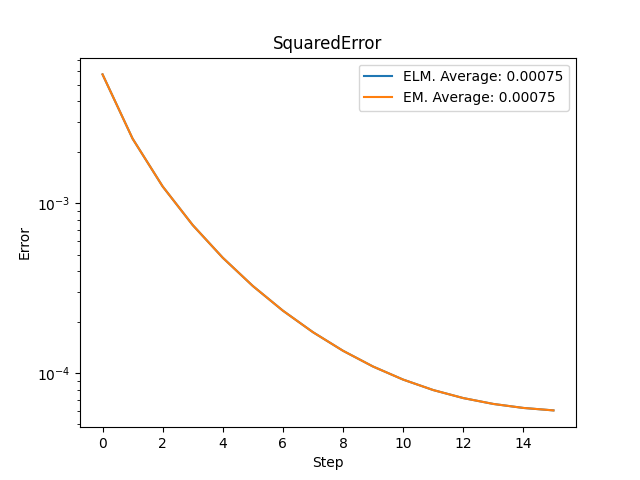 SquaredError
ELM. Average: 0.00075
EM. Average: 0.00075
Error
10⁻³
10⁻⁴
0 2 4 6 8 10 12 14
Step